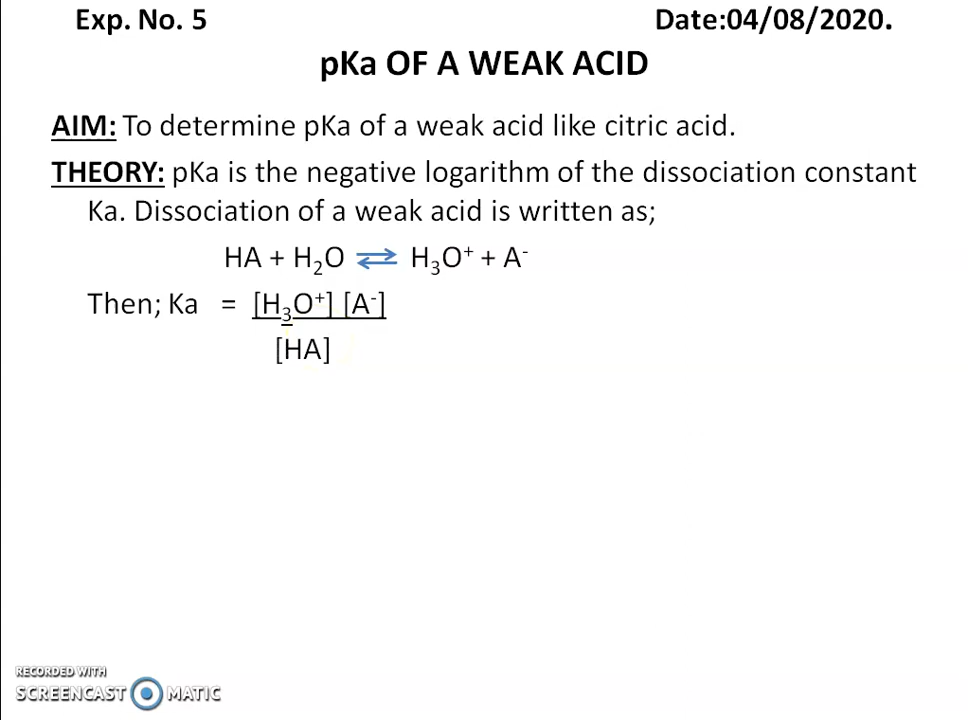 Exp. No. 5 Date:04/08/2020.
pKa OF A WEAK ACID
AIM: To determine pKa of a weak acid like citric acid.
THEORY: pKa is the negative logarithm of the dissociation constant
Ka. Dissociation of a weak acid is written as;
HA + H₂O ⇌ H₃O⁺ + A⁻
Then; Ka = [H₃O⁺] [A⁻]
[HA]
RECORDED WITH
SCREENCAST MATIC